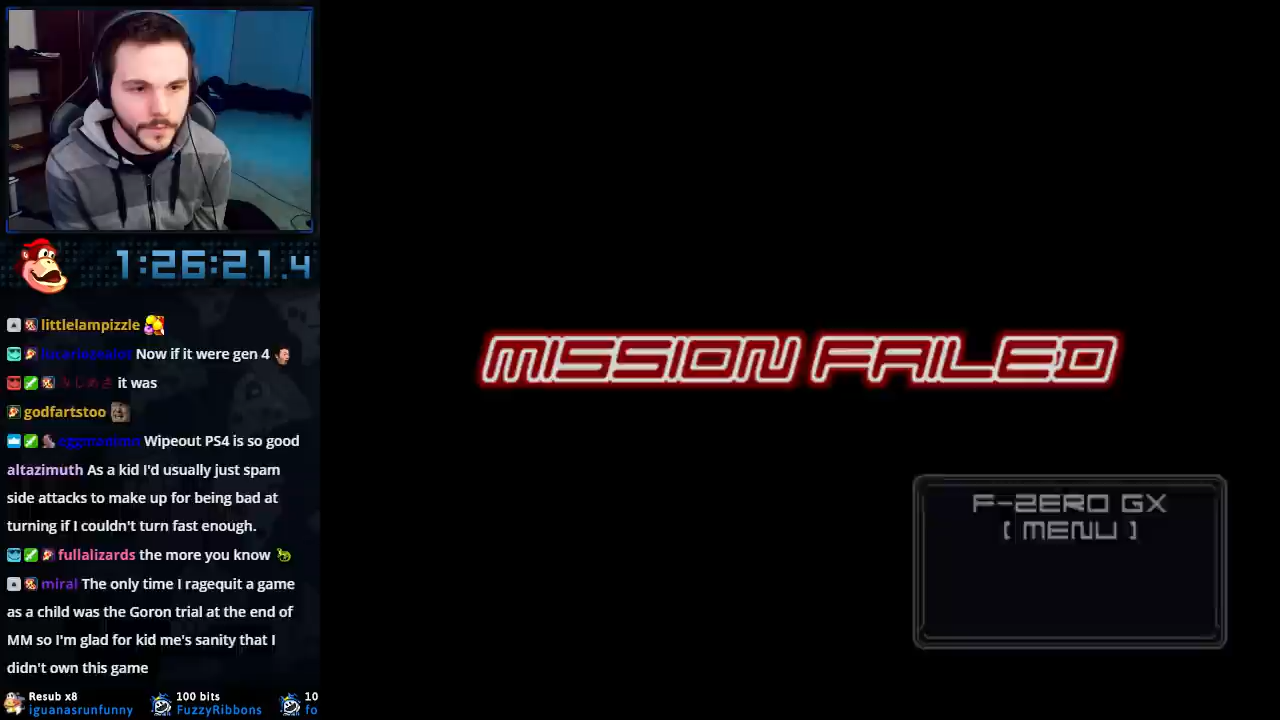 1:26:21.4
MISSION FAILED
F-ZERO GX
[ MENU ]
littlelampizzle
Now if it were gen 4
it was
godfartstoo
Wipeout PS4 is so good
altazimuth As a kid I'd usually just spam
side attacks to make up for being bad at
turning if I couldn't turn fast enough.
fullalizards the more you know
miral The only time I ragequit a game
as a child was the Goron trial at the end of
MM so I'm glad for kid me's sanity that I
didn't own this game
Resub x8
iguanasrunfunny
100 bits
FuzzyRibbons
10
fo